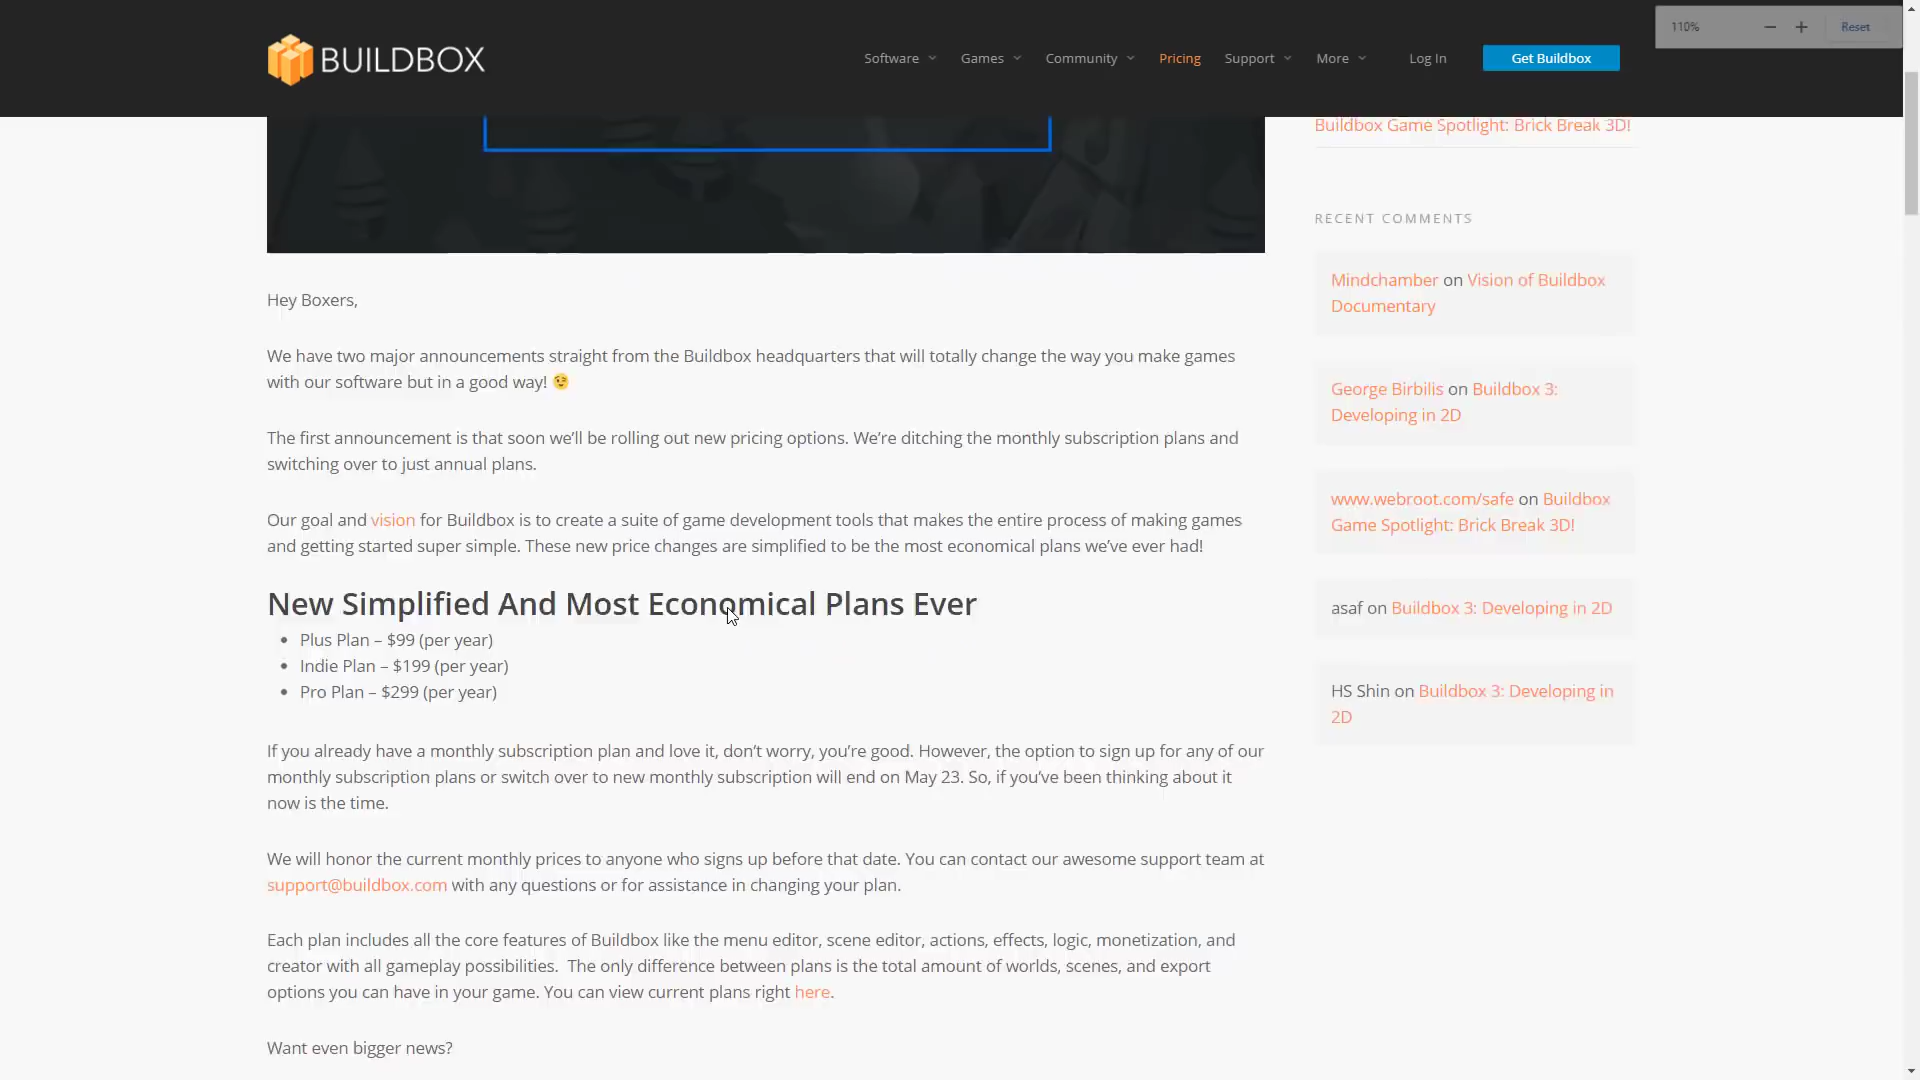 BUILDBOX
Software
Games
Community
Pricing
Support
More
Log In
Get Buildbox
110%
Reset
Hey Boxers,
We have two major announcements straight from the Buildbox headquarters that will totally change the way you make games
with our software but in a good way! 😉
The first announcement is that soon we’ll be rolling out new pricing options. We’re ditching the monthly subscription plans and
switching over to just annual plans.
Our goal and vision for Buildbox is to create a suite of game development tools that makes the entire process of making games
and getting started super simple. These new price changes are simplified to be the most economical plans we’ve ever had!
New Simplified And Most Economical Plans Ever
• Plus Plan – $99 (per year)
• Indie Plan – $199 (per year)
• Pro Plan – $299 (per year)
If you already have a monthly subscription plan and love it, don’t worry, you’re good. However, the option to sign up for any of our
monthly subscription plans or switch over to new monthly subscription will end on May 23. So, if you’ve been thinking about it
now is the time.
We will honor the current monthly prices to anyone who signs up before that date. You can contact our awesome support team at
support@buildbox.com with any questions or for assistance in changing your plan.
Each plan includes all the core features of Buildbox like the menu editor, scene editor, actions, effects, logic, monetization, and
creator with all gameplay possibilities.  The only difference between plans is the total amount of worlds, scenes, and export
options you can have in your game. You can view current plans right here.
Want even bigger news?
Buildbox Game Spotlight: Brick Break 3D!
RECENT COMMENTS
Mindchamber on Vision of Buildbox
Documentary
George Birbilis on Buildbox 3:
Developing in 2D
www.webroot.com/safe on Buildbox
Game Spotlight: Brick Break 3D!
asaf on Buildbox 3: Developing in 2D
HS Shin on Buildbox 3: Developing in
2D